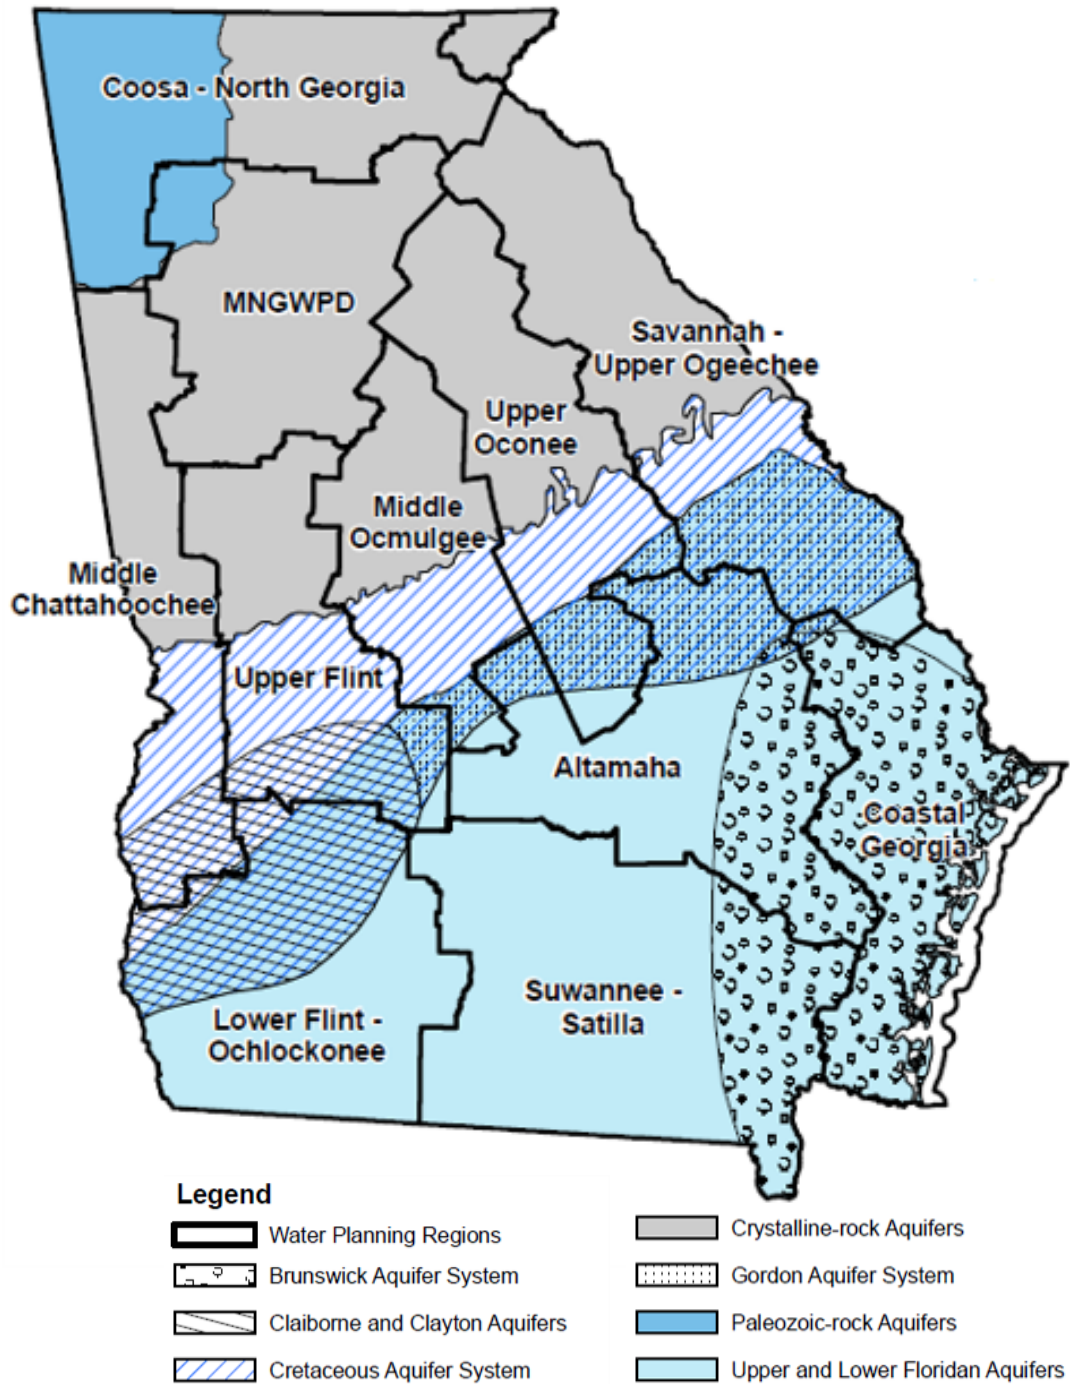 Coosa - North Georgia
MNGWPD
Savannah -
Upper Ogeechee
Upper
Oconee
Middle
Ocmulgee
Middle
Chattahoochee
Upper Flint
Altamaha
Coastal
Georgia
Suwannee -
Satilla
Lower Flint -
Ochlockonee
Legend
Water Planning Regions
Brunswick Aquifer System
Claiborne and Clayton Aquifers
Cretaceous Aquifer System
Crystalline-rock Aquifers
Gordon Aquifer System
Paleozoic-rock Aquifers
Upper and Lower Floridan Aquifers